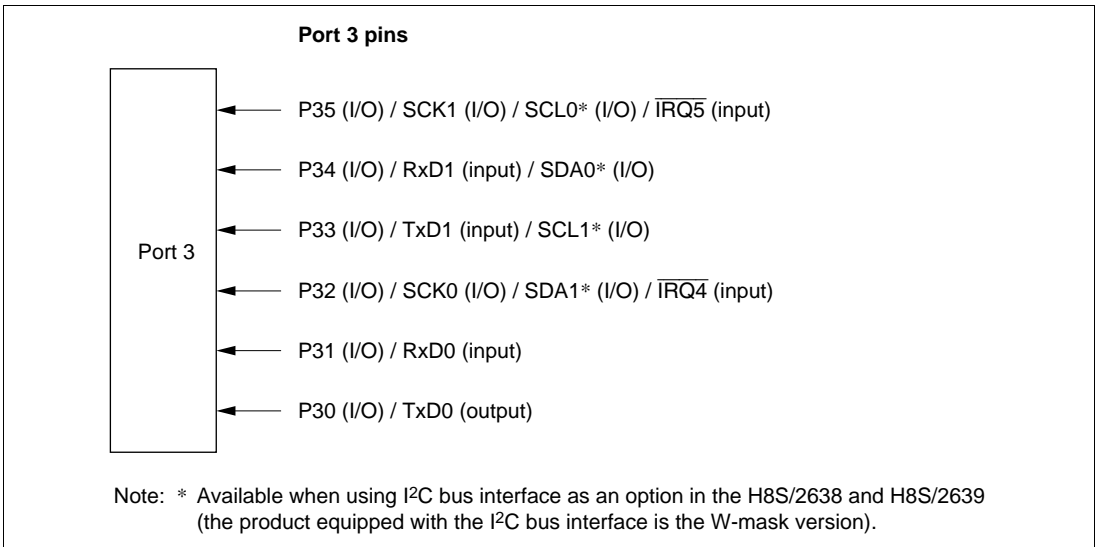 Port 3 pins
P35 (I/O) / SCK1 (I/O) / SCL0* (I/O) / I̅R̅Q̅5̅ (input)
P34 (I/O) / RxD1 (input) / SDA0* (I/O)
P33 (I/O) / TxD1 (input) / SCL1* (I/O)
Port 3
P32 (I/O) / SCK0 (I/O) / SDA1* (I/O) / I̅R̅Q̅4̅ (input)
P31 (I/O) / RxD0 (input)
P30 (I/O) / TxD0 (output)
Note: * Available when using I²C bus interface as an option in the H8S/2638 and H8S/2639
(the product equipped with the I²C bus interface is the W-mask version).